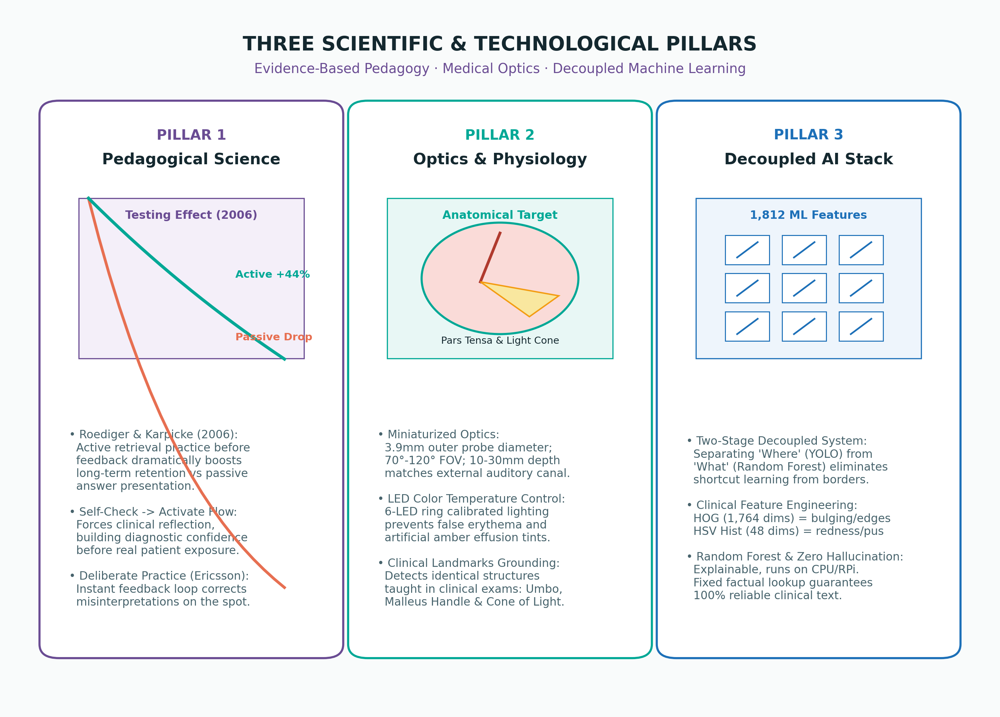 THREE SCIENTIFIC & TECHNOLOGICAL PILLARS
Evidence-Based Pedagogy · Medical Optics · Decoupled Machine Learning
PILLAR 1
Pedagogical Science
Testing Effect (2006)
Active +44%
Passive Drop
• Roediger & Karpicke (2006):
Active retrieval practice before
feedback dramatically boosts
long-term retention vs passive
answer presentation.
• Self-Check -> Activate Flow:
Forces clinical reflection,
building diagnostic confidence
before real patient exposure.
• Deliberate Practice (Ericsson):
Instant feedback loop corrects
misinterpretations on the spot.
PILLAR 2
Optics & Physiology
Anatomical Target
Pars Tensa & Light Cone
• Miniaturized Optics:
3.9mm outer probe diameter;
70°-120° FOV; 10-30mm depth
matches external auditory canal.
• LED Color Temperature Control:
6-LED ring calibrated lighting
prevents false erythema and
artificial amber effusion tints.
• Clinical Landmarks Grounding:
Detects identical structures
taught in clinical exams: Umbo,
Malleus Handle & Cone of Light.
PILLAR 3
Decoupled AI Stack
1,812 ML Features
• Two-Stage Decoupled System:
Separating 'Where' (YOLO) from
'What' (Random Forest) eliminates
shortcut learning from borders.
• Clinical Feature Engineering:
HOG (1,764 dims) = bulging/edges
HSV Hist (48 dims) = redness/pus
• Random Forest & Zero Hallucination:
Explainable, runs on CPU/RPi.
Fixed factual lookup guarantees
100% reliable clinical text.